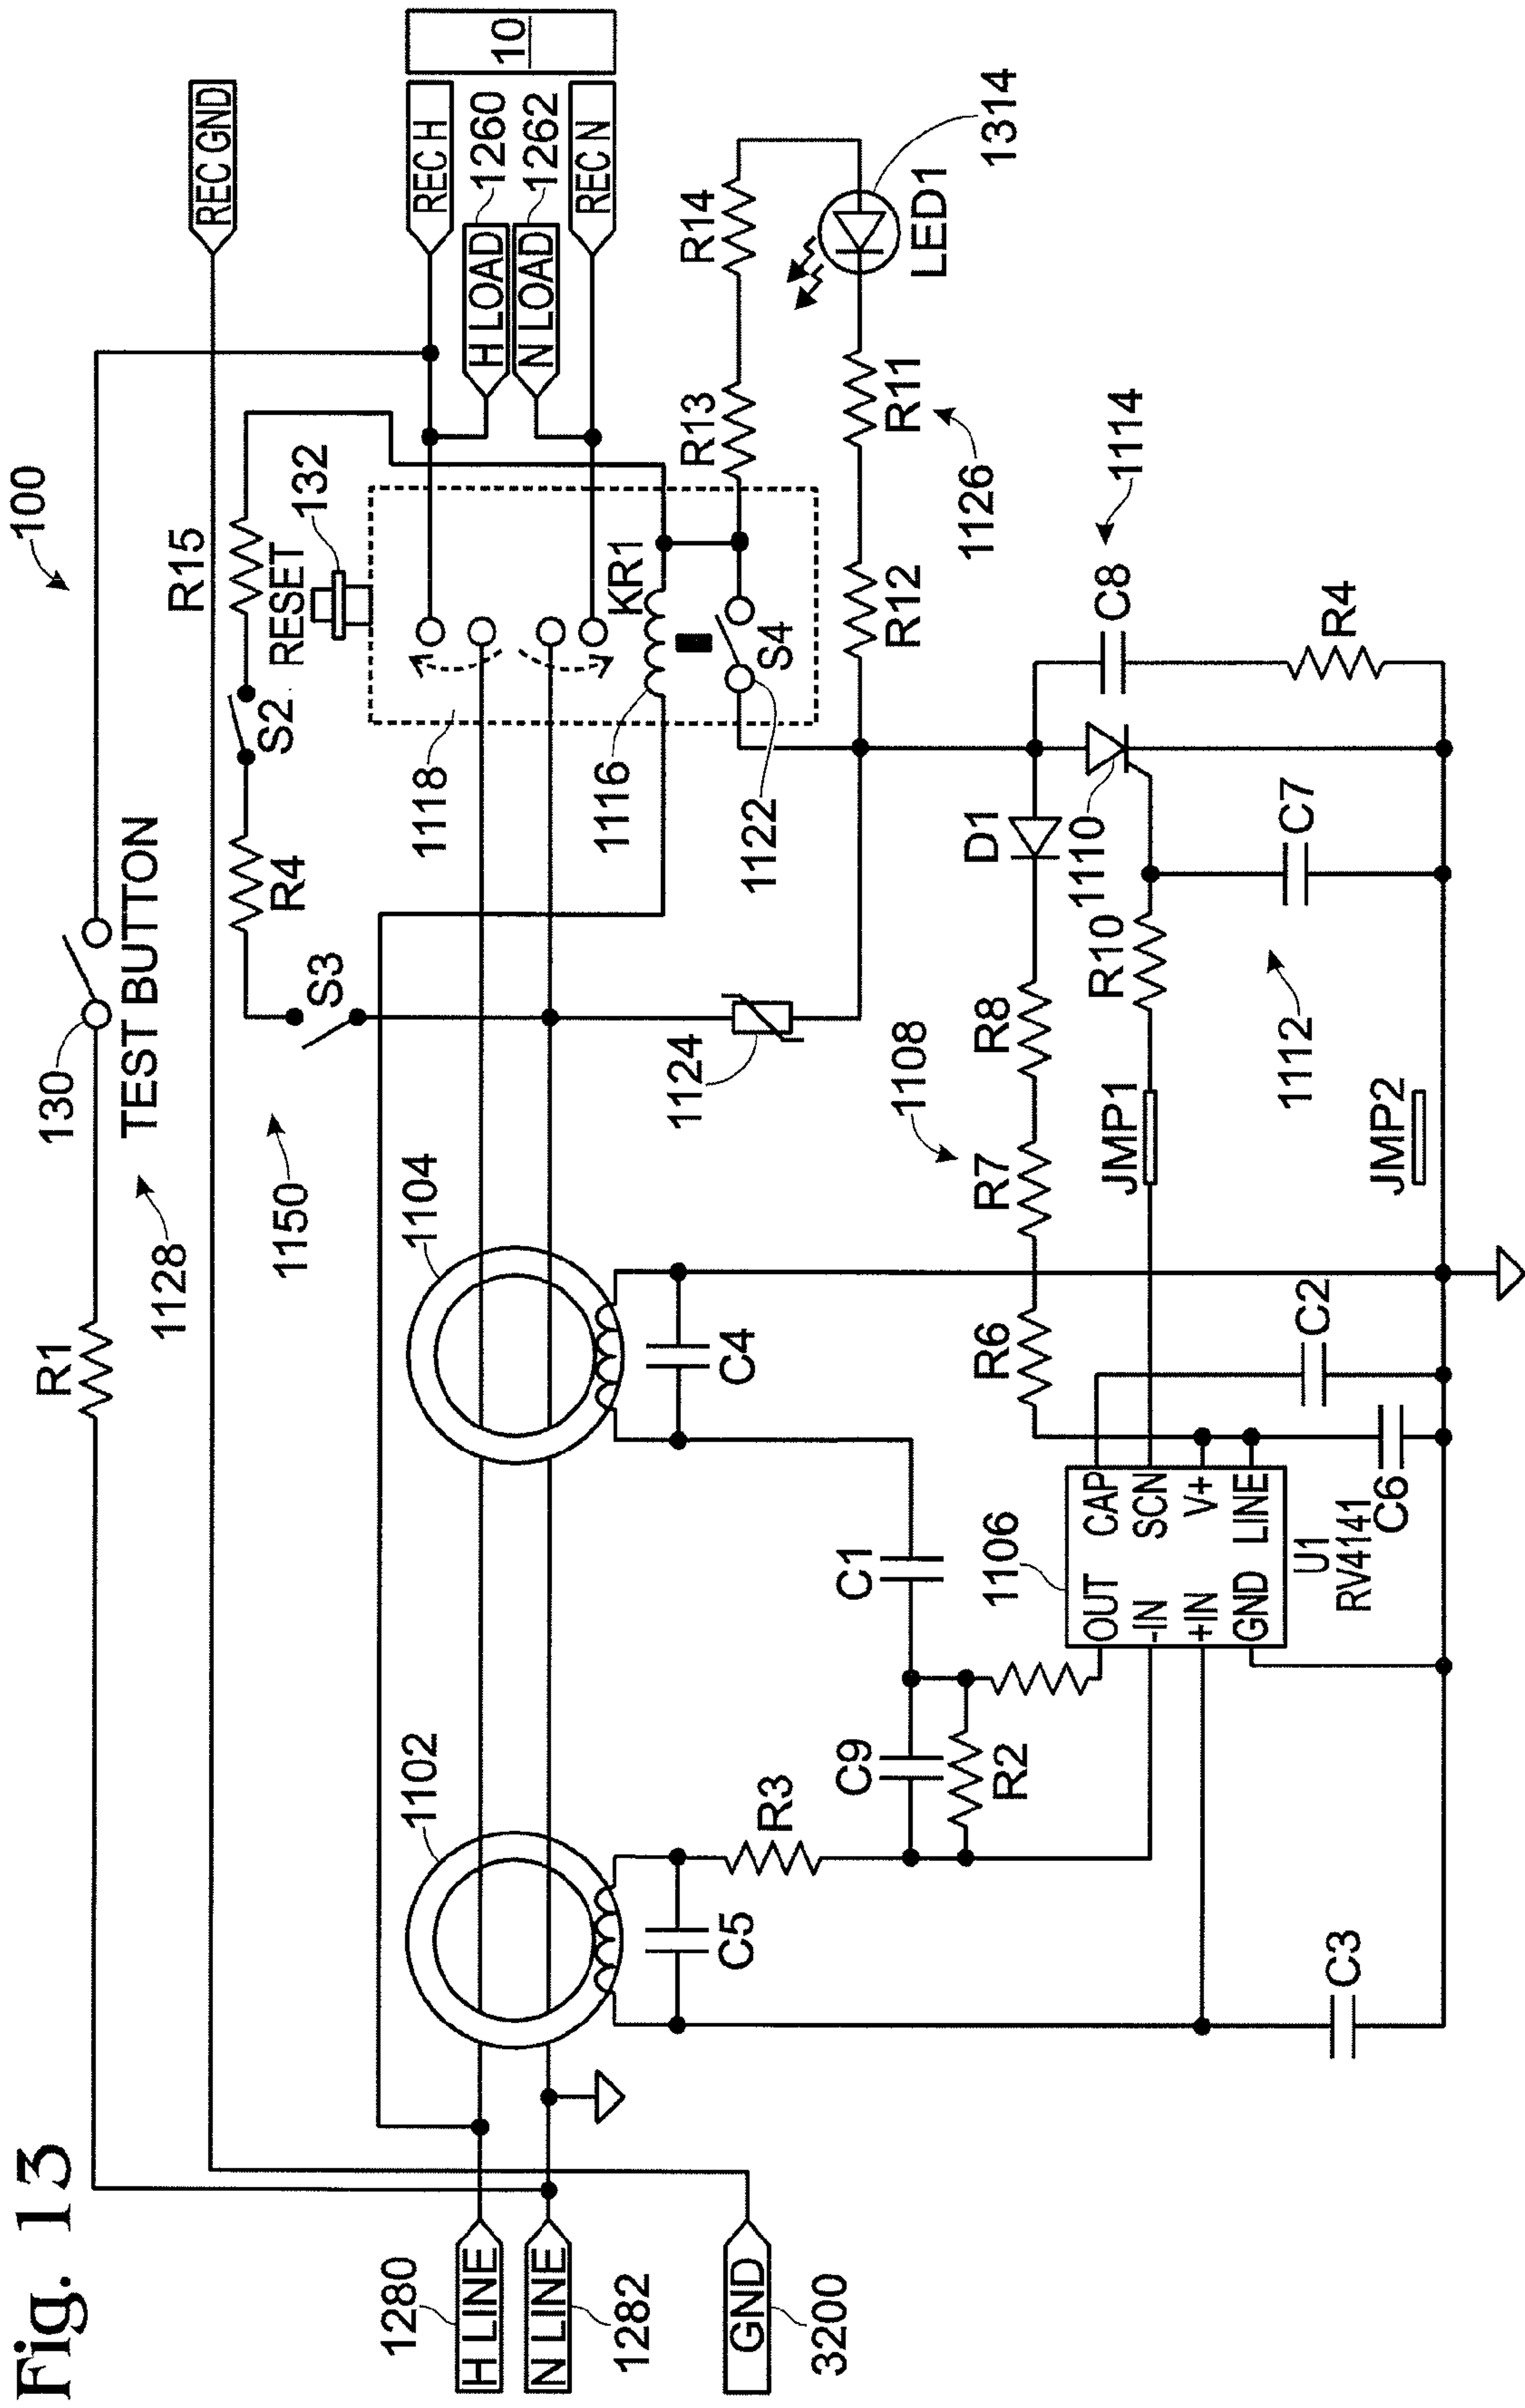 Fig. 13
100
R1
130
TEST BUTTON
1128
REC GND
1150
S3
R4
S2
R15
RESET
132
10
REC H
H LOAD
1260
N LOAD
1262
REC N
1280
H LINE
N LINE
1282
GND
3200
1102
1104
1118
1116
KR1
1122
S4
R13
R14
LED1
1314
R11
R12
1126
1124
C5
C4
R3
C9
R2
C1
1106
OUT
-IN
+IN
GND
CAP
SCN
V+
LINE
U1
RV4141
C6
C2
C3
R6
R7
R8
1108
D1
1110
JMP1
R10
1112
C7
JMP2
C8
1114
R4